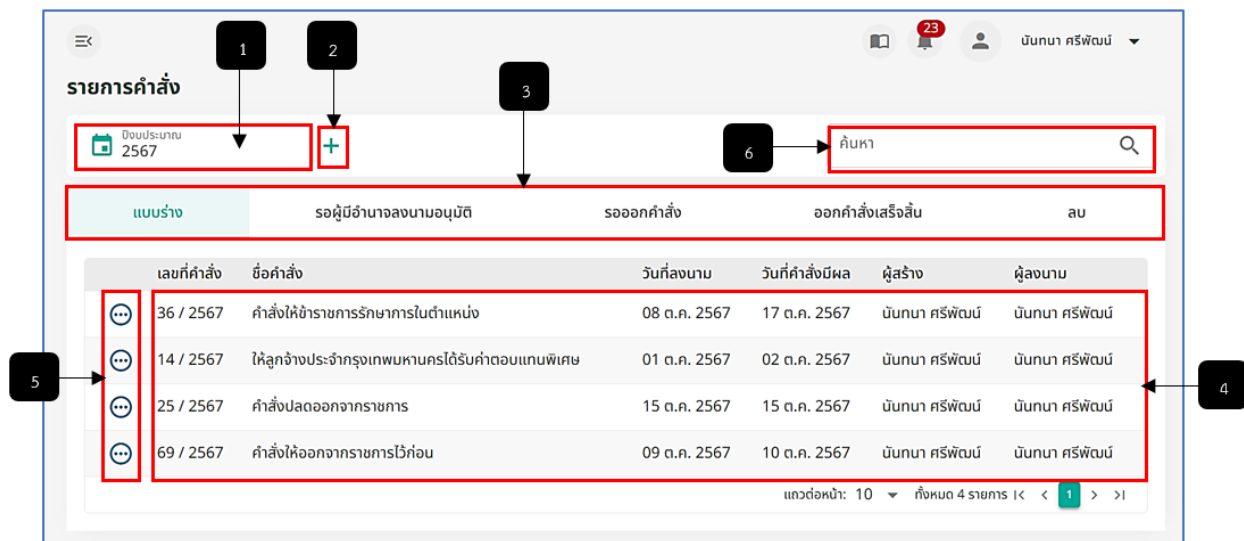 1
2
23
นันทนา ศรีพัฒน์
รายการคำสั่ง
3
ปีงบประมาณ
2567
+
6
ค้นหา
แบบร่าง รอผู้มีอำนาจลงนามอนุมัติ รอออกคำสั่ง ออกคำสั่งเสร็จสิ้น ลบ
เลขที่คำสั่ง ชื่อคำสั่ง วันที่ลงนาม วันที่คำสั่งมีผล ผู้สร้าง ผู้ลงนาม
36 / 2567 คำสั่งให้ข้าราชการรักษาการในตำแหน่ง 08 ต.ค. 2567 17 ต.ค. 2567 นันทนา ศรีพัฒน์ นันทนา ศรีพัฒน์
14 / 2567 ให้ลูกจ้างประจำกรุงเทพมหานครได้รับค่าตอบแทนพิเศษ 01 ต.ค. 2567 02 ต.ค. 2567 นันทนา ศรีพัฒน์ นันทนา ศรีพัฒน์
5
4
25 / 2567 คำสั่งปลดออกจากราชการ 15 ต.ค. 2567 15 ต.ค. 2567 นันทนา ศรีพัฒน์ นันทนา ศรีพัฒน์
69 / 2567 คำสั่งให้ออกจากราชการไว้ก่อน 09 ต.ค. 2567 10 ต.ค. 2567 นันทนา ศรีพัฒน์ นันทนา ศรีพัฒน์
แถวต่อหน้า: 10 ทั้งหมด 4 รายการ |< < 1 > >|